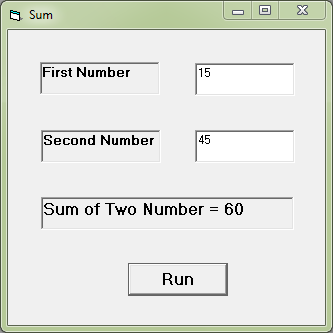 Sum
First Number
15
Second Number
45
Sum of Two Number = 60
Run